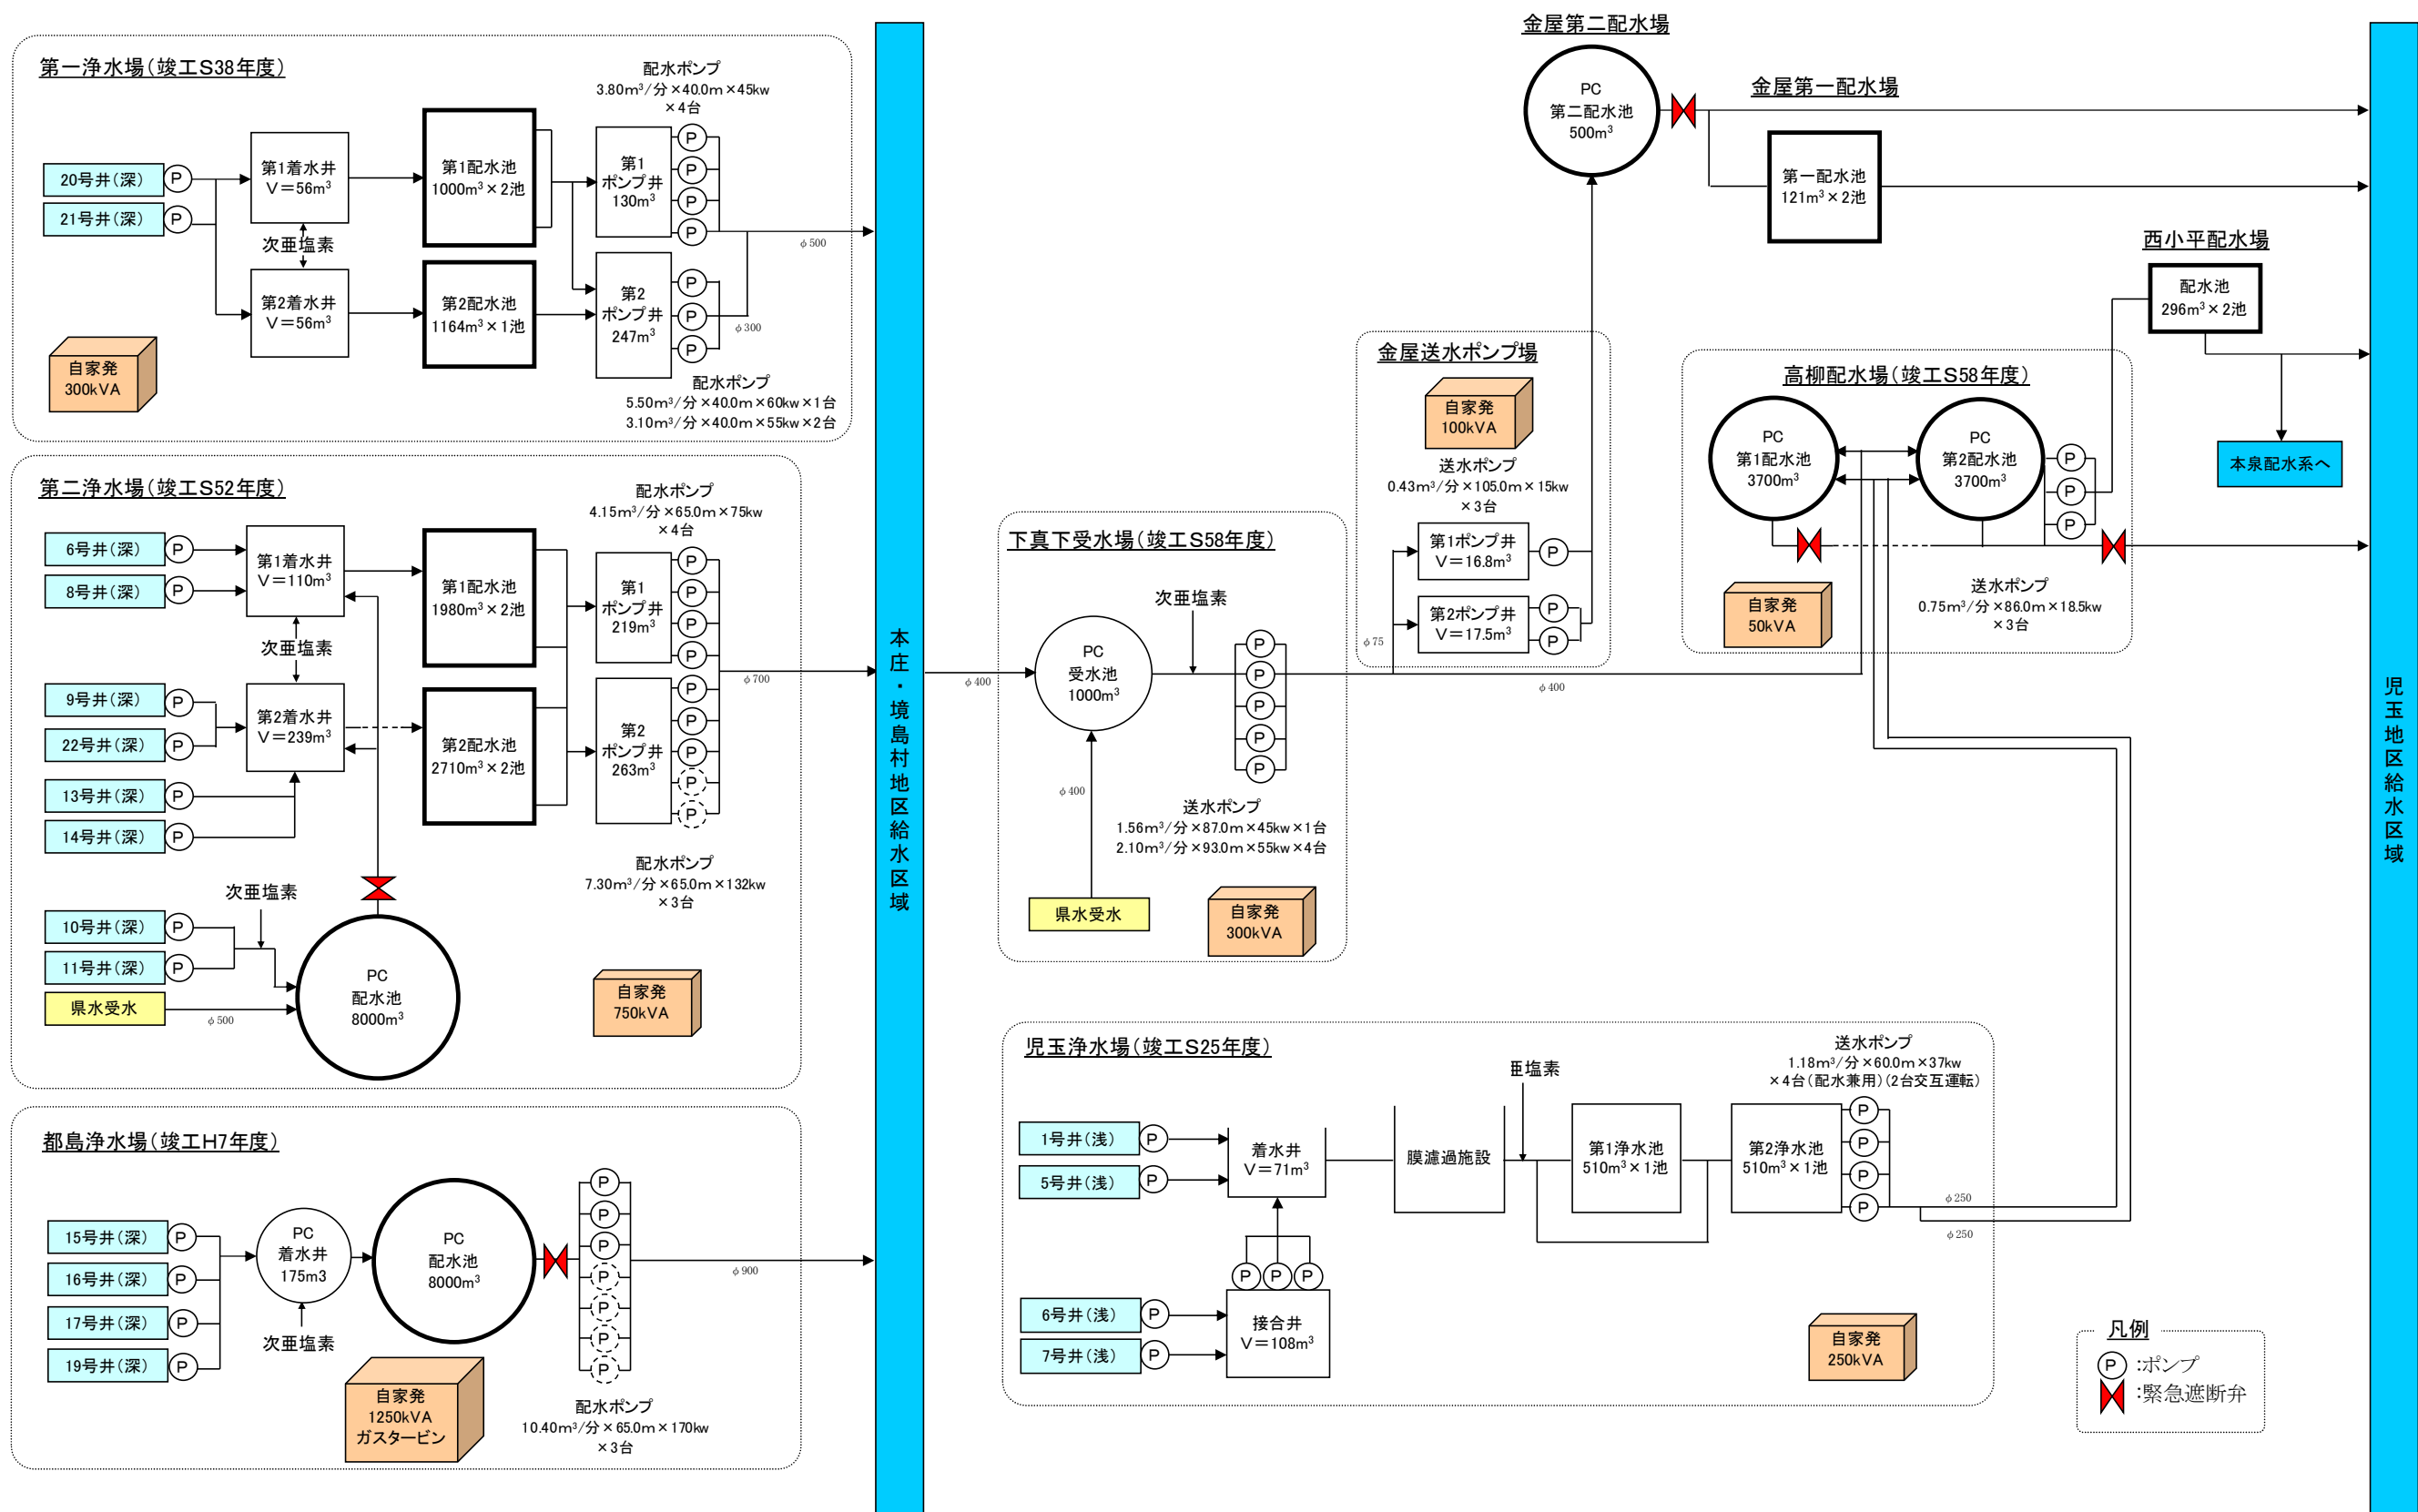 第一浄水場（竣工S38年度）
配水ポンプ
3.80m³/分×40.0m×45kw
×4台
20号井（深）
P
21号井（深）
P
第1着水井
V＝56m³
次亜塩素
第2着水井
V＝56m³
第1配水池
1000m³×2池
第2配水池
1164m³×1池
第1
ポンプ井
130m³
P
P
P
P
第2
ポンプ井
247m³
P
P
P
φ500
φ300
自家発
300kVA
配水ポンプ
5.50m³/分×40.0m×60kw×1台
3.10m³/分×40.0m×55kw×2台
第二浄水場（竣工S52年度）
配水ポンプ
4.15m³/分×65.0m×75kw
×4台
6号井（深）
P
8号井（深）
P
第1着水井
V＝110m³
次亜塩素
9号井（深）
P
22号井（深）
P
第2着水井
V＝239m³
13号井（深）
P
14号井（深）
P
第1配水池
1980m³×2池
第2配水池
2710m³×2池
第1
ポンプ井
219m³
P
P
P
P
第2
ポンプ井
263m³
P
P
P
P
P
φ700
配水ポンプ
7.30m³/分×65.0m×132kw
×3台
次亜塩素
10号井（深）
P
11号井（深）
P
県水受水
φ500
PC
配水池
8000m³
自家発
750kVA
都島浄水場（竣工H7年度）
15号井（深）
P
16号井（深）
P
17号井（深）
P
19号井（深）
P
PC
着水井
175m3
次亜塩素
PC
配水池
8000m³
P
P
P
P
P
P
P
φ900
自家発
1250kVA
ガスタービン
配水ポンプ
10.40m³/分×65.0m×170kw
×3台
本庄・境島村地区給水区域
φ400
下真下受水場（竣工S58年度）
PC
受水池
1000m³
次亜塩素
P
P
P
P
P
φ400
送水ポンプ
1.56m³/分×87.0m×45kw×1台
2.10m³/分×93.0m×55kw×4台
県水受水
自家発
300kVA
金屋送水ポンプ場
自家発
100kVA
送水ポンプ
0.43m³/分×105.0m×15kw
×3台
第1ポンプ井
V＝16.8m³
P
第2ポンプ井
V＝17.5m³
P
P
φ75
φ400
金屋第二配水場
PC
第二配水池
500m³
金屋第一配水場
第一配水池
121m³×2池
西小平配水場
配水池
296m³×2池
本泉配水系へ
高柳配水場（竣工S58年度）
PC
第1配水池
3700m³
PC
第2配水池
3700m³
P
P
P
自家発
50kVA
送水ポンプ
0.75m³/分×86.0m×18.5kw
×3台
児玉浄水場（竣工S25年度）
送水ポンプ
1.18m³/分×60.0m×37kw
×4台（配水兼用）（2台交互運転）
亜塩素
1号井（浅）
P
5号井（浅）
P
着水井
V＝71m³
膜濾過施設
第1浄水池
510m³×1池
第2浄水池
510m³×1池
P
P
P
P
φ250
φ250
P
P
P
6号井（浅）
P
7号井（浅）
P
接合井
V＝108m³
自家発
250kVA
凡例
P
:ポンプ
:緊急遮断弁
児玉地区給水区域